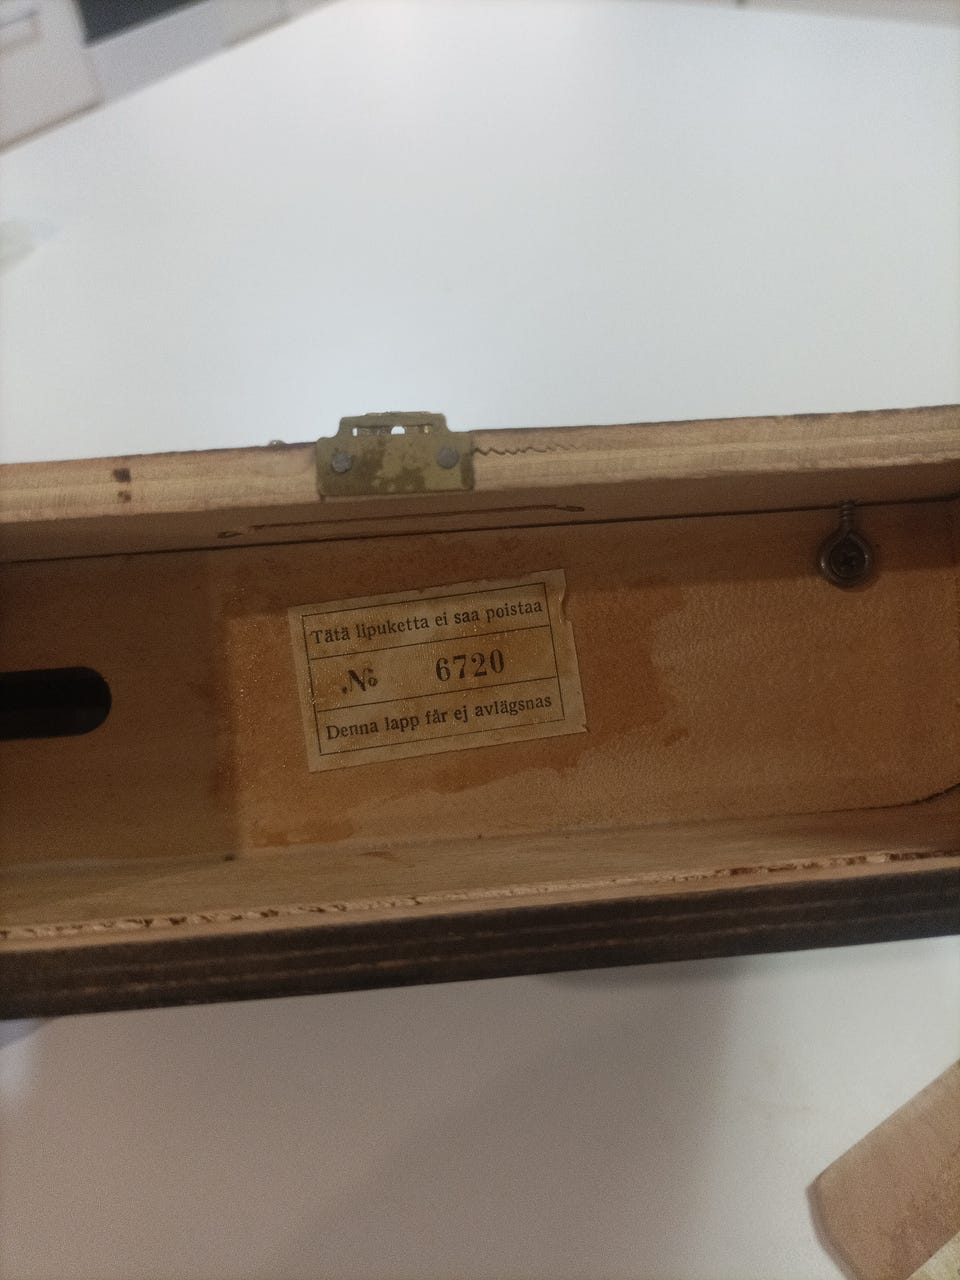 Tätä lipuketta ei saa poistaa
№ 6720
Denna lapp får ej avlägsnas